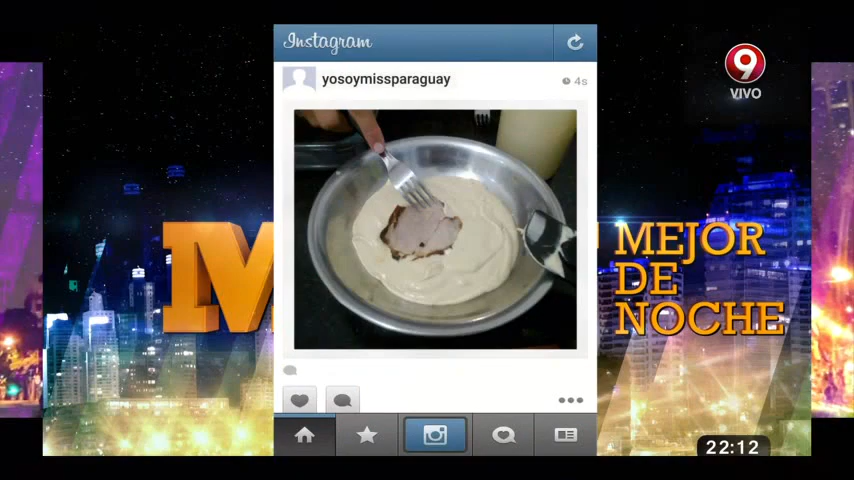 Instagram
9
VIVO
yosoymissparaguay
4s
M
MEJOR
DE
NOCHE
22:12